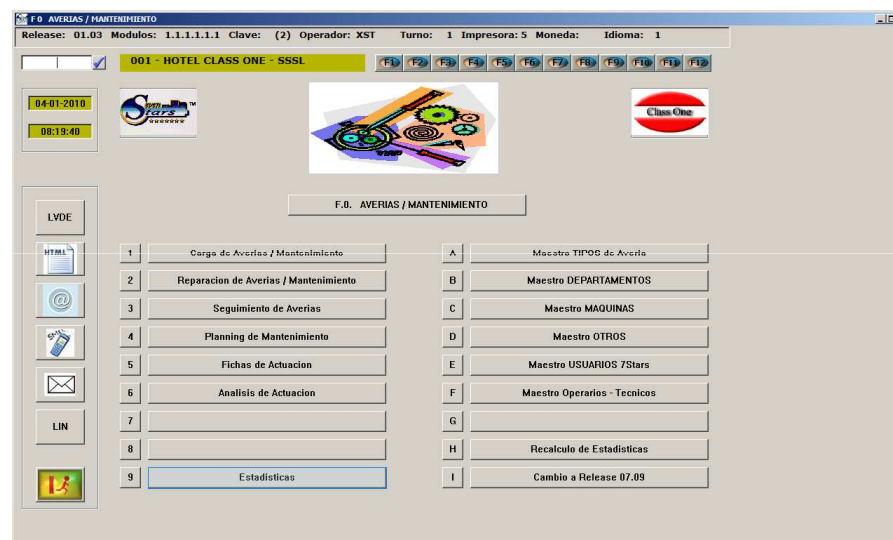 F 0 AVERIAS / MANTENIMIENTO
Release: 01.03 Modulos: 1.1.1.1.1.1 Clave: (2) Operador: XST Turno: 1 Impresora: 5 Moneda: Idioma: 1
001 - HOTEL CLASS ONE - SSSL F1 F2 F3 F4 F5 F6 F7 F8 F9 F10 F11 F12
04-01-2010
08:19:40
Stars
Class One
F.0. AVERIAS / MANTENIMIENTO
LVDE
HTML
1 Carga de Averias / Mantenimiento A Maestro TIPOS de Averia
2 Reparacion de Averias / Mantenimiento B Maestro DEPARTAMENTOS
@
3 Seguimiento de Averias C Maestro MAQUINAS
SMS
4 Planning de Mantenimiento D Maestro OTROS
5 Fichas de Actuacion E Maestro USUARIOS 7Stars
6 Analisis de Actuacion F Maestro Operarios - Tecnicos
LIN
7 G
8 H Recalculo de Estadisticas
9 Estadisticas I Cambio a Release 07.09